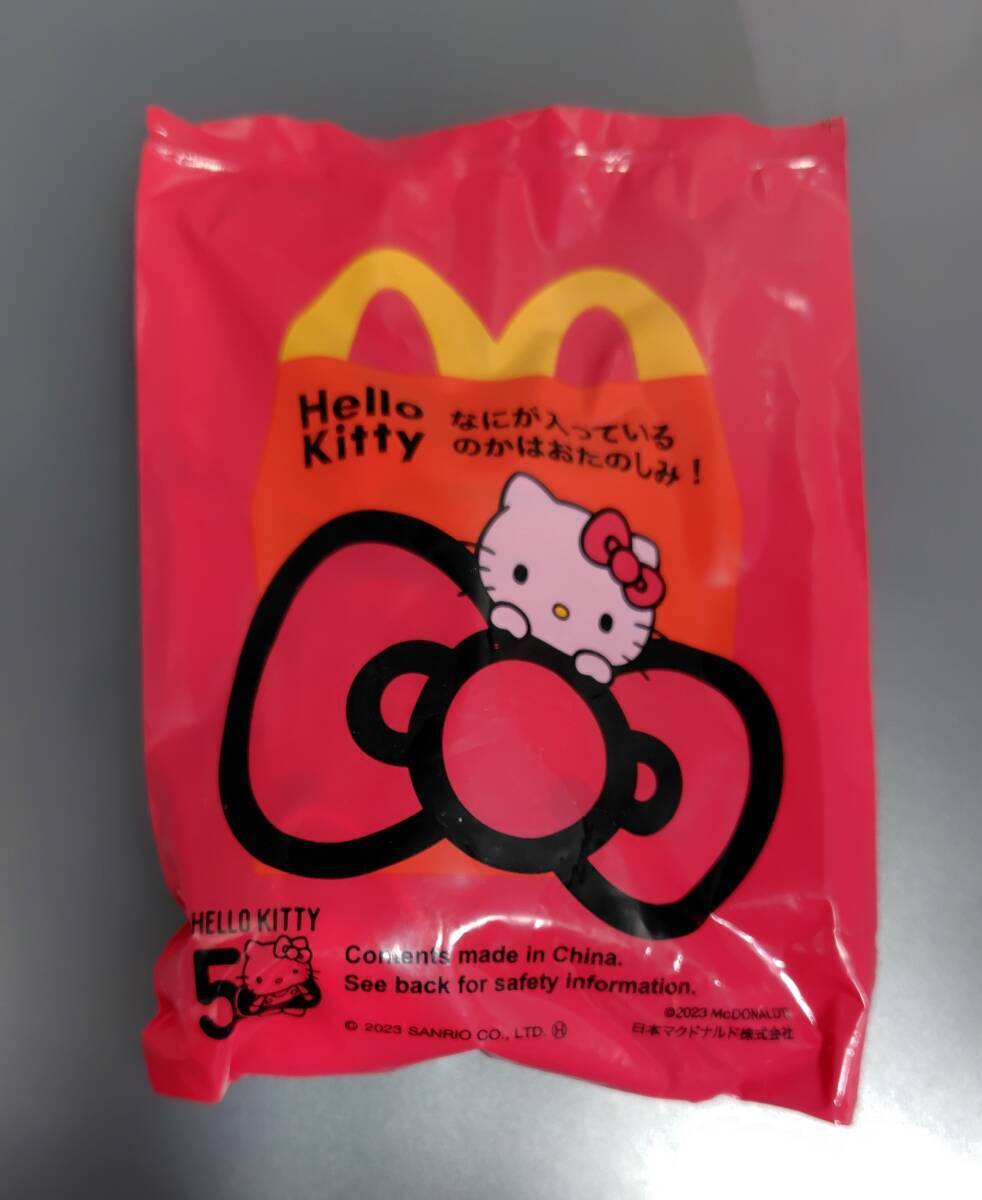 Hello
Kitty
なにが入っている
のかはおたのしみ!
HELLO KITTY
5
Contents made in China.
See back for safety information.
©2023 McDONALD'S
© 2023 SANRIO CO., LTD. Ⓗ
日本マクドナルド株式会社